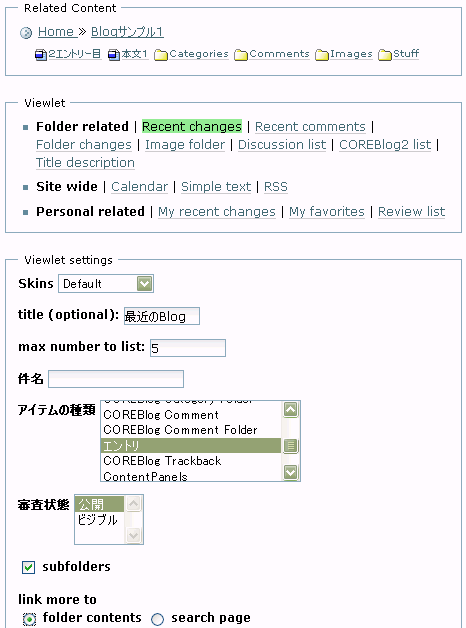 Related Content
Home » Blogサンプル1
2エントリー目 本文1 Categories Comments Images Stuff
Viewlet
Folder related | Recent changes | Recent comments |
Folder changes | Image folder | Discussion list | COREBlog2 list |
Title description
Site wide | Calendar | Simple text | RSS
Personal related | My recent changes | My favorites | Review list
Viewlet settings
Skins Default
title (optional): 最近のBlog
max number to list: 5
件名
アイテムの種類 COREBlog Category Folder
COREBlog Comment
COREBlog Comment Folder
エントリ
COREBlog Trackback
ContentPanels
審査状態 公開
ビジブル
subfolders
link more to
folder contents search page